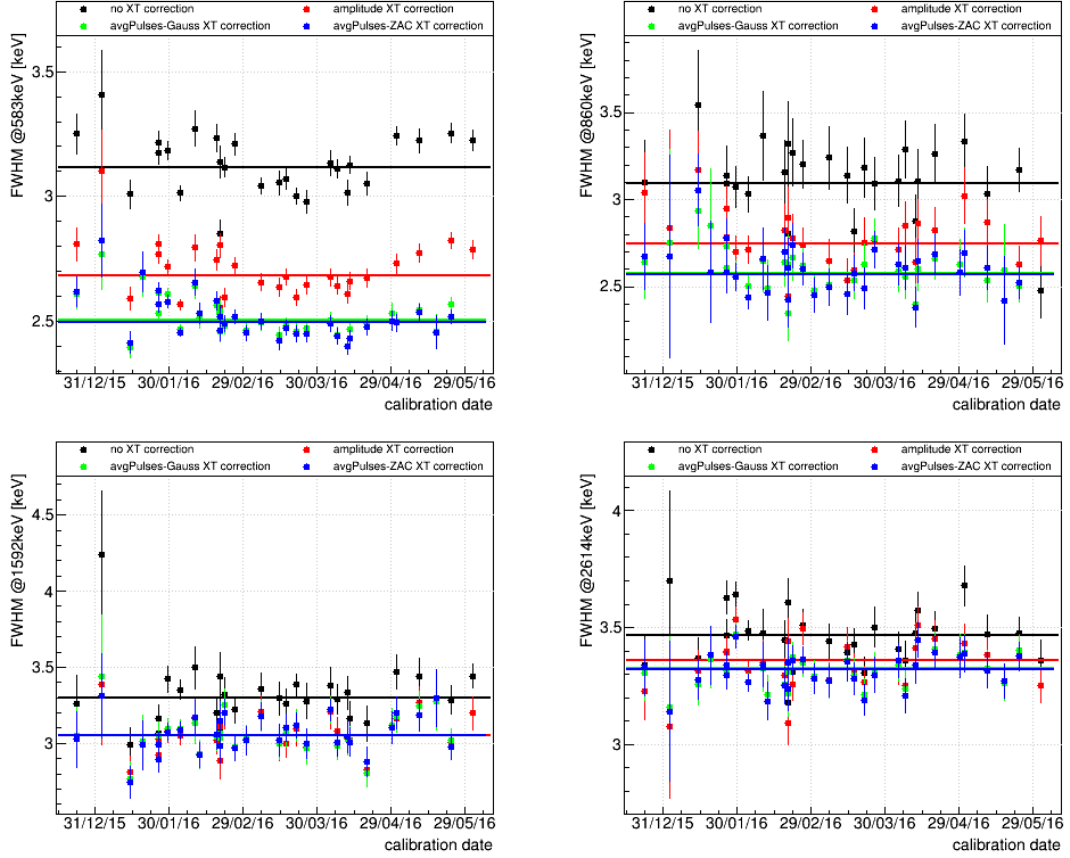 no XT correction amplitude XT correction
avgPulses-Gauss XT correction avgPulses-ZAC XT correction
FWHM @583keV [keV]
3.5
3
2.5
31/12/15 30/01/16 29/02/16 30/03/16 29/04/16 29/05/16
calibration date
no XT correction amplitude XT correction
avgPulses-Gauss XT correction avgPulses-ZAC XT correction
FWHM @860keV [keV]
3.5
3
2.5
31/12/15 30/01/16 29/02/16 30/03/16 29/04/16 29/05/16
calibration date
no XT correction amplitude XT correction
avgPulses-Gauss XT correction avgPulses-ZAC XT correction
FWHM @1592keV [keV]
4.5
4
3.5
3
31/12/15 30/01/16 29/02/16 30/03/16 29/04/16 29/05/16
calibration date
no XT correction amplitude XT correction
avgPulses-Gauss XT correction avgPulses-ZAC XT correction
FWHM @2614keV [keV]
4
3.5
3
31/12/15 30/01/16 29/02/16 30/03/16 29/04/16 29/05/16
calibration date